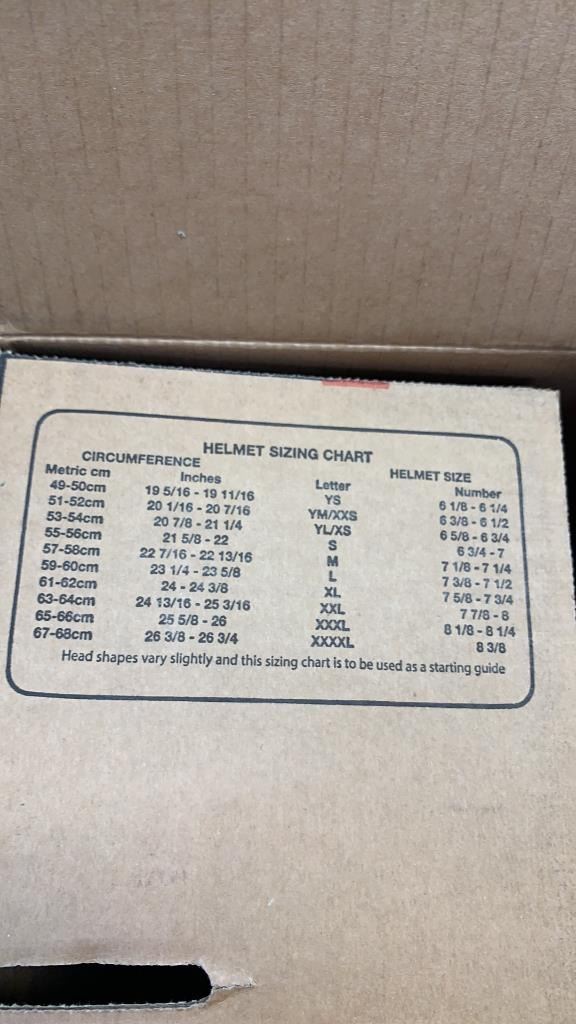 HELMET SIZING CHART
CIRCUMFERENCE HELMET SIZE
Metric cm Inches Letter Number
49-50cm 19 5/16 - 19 11/16 YS 6 1/8 - 6 1/4
51-52cm 20 1/16 - 20 7/16 YM/XXS 6 3/8 - 6 1/2
53-54cm 20 7/8 - 21 1/4 YL/XS 6 5/8 - 6 3/4
55-56cm 21 5/8 - 22 S 6 3/4 - 7
57-58cm 22 7/16 - 22 13/16 M 7 1/8 - 7 1/4
59-60cm 23 1/4 - 23 5/8 L 7 3/8 - 7 1/2
61-62cm 24 - 24 3/8 XL 7 5/8 - 7 3/4
63-64cm 24 13/16 - 25 3/16 XXL 7 7/8 - 8
65-66cm 25 5/8 - 26 XXXL 8 1/8 - 8 1/4
67-68cm 26 3/8 - 26 3/4 XXXXL 8 3/8
Head shapes vary slightly and this sizing chart is to be used as a starting guide